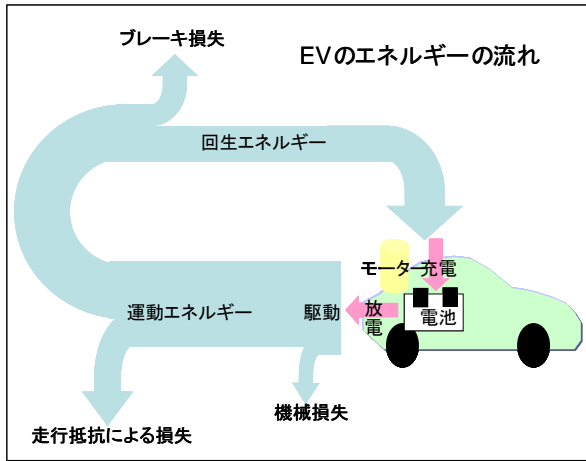 ブレーキ損失
EVのエネルギーの流れ
回生エネルギー
モーター
充電
運動エネルギー
駆動
放電
電池
機械損失
走行抵抗による損失